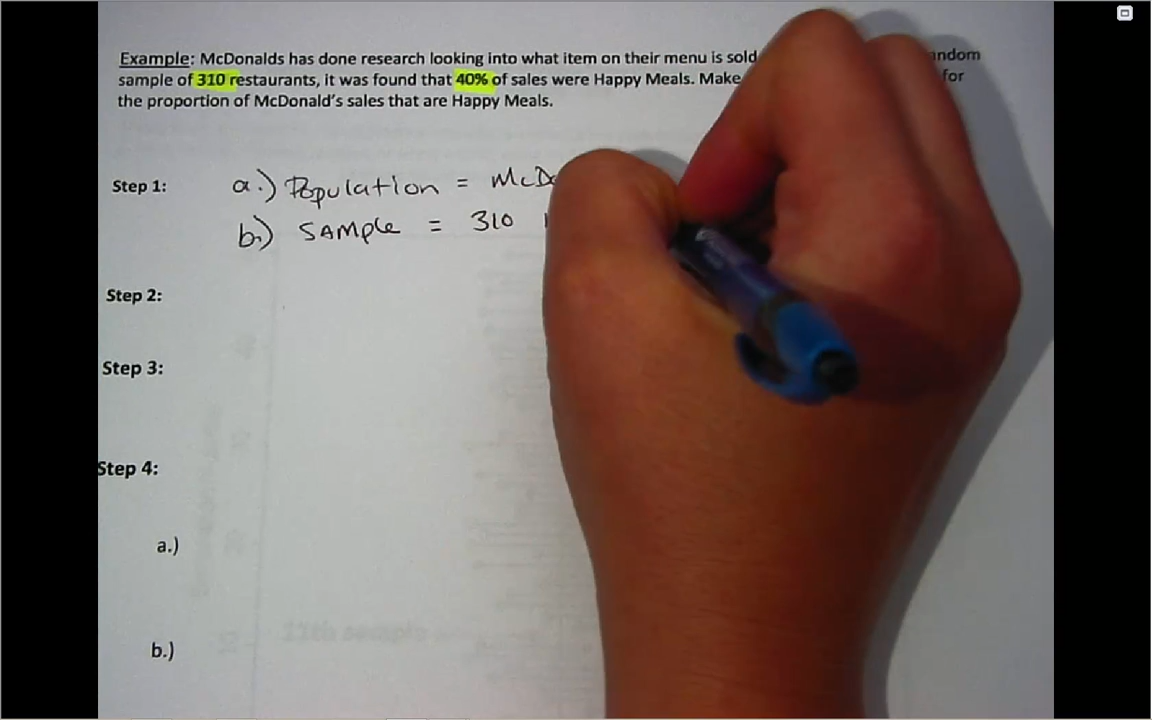 Example: McDonalds has done research looking into what item on their menu is sold
sample of 310 restaurants, it was found that 40% of sales were Happy Meals. Make for
the proportion of McDonald's sales that are Happy Meals.
Step 1: a.) Population = McDo
b.) Sample = 310
Step 2:
Step 3:
Step 4:
a.)
b.)